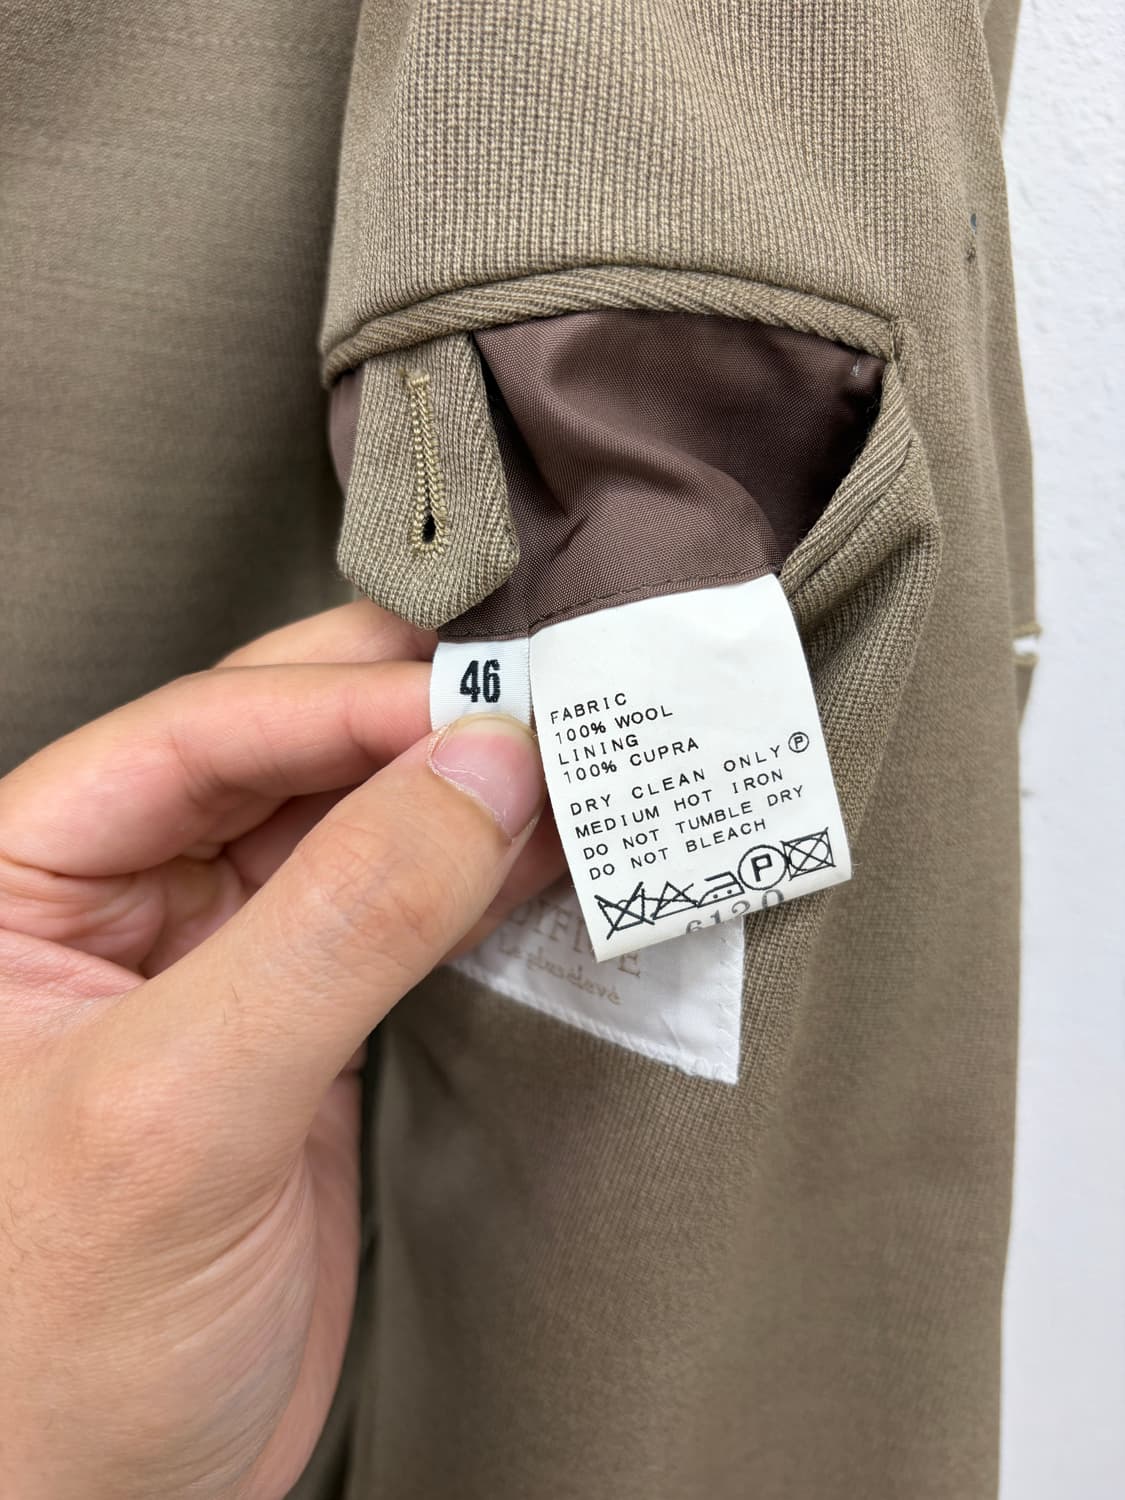 46
FABRIC
100% WOOL
LINING
100% CUPRA
DRY CLEAN ONLY Ⓟ
MEDIUM HOT IRON
DO NOT TUMBLE DRY
DO NOT BLEACH
P
6120